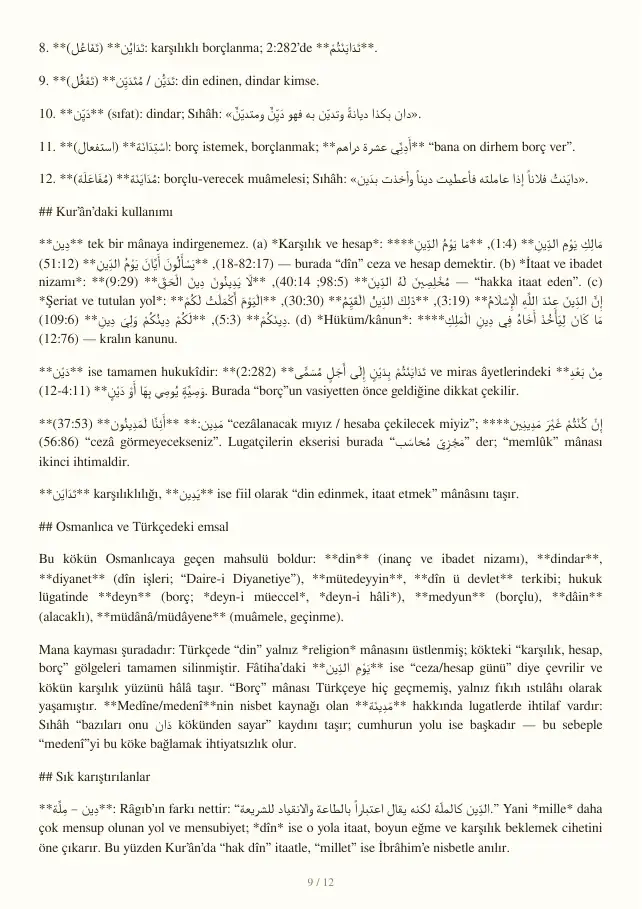 8. **تَدَايُن** (تَفَاعُل)**: karşılıklı borçlanma; 2:282’de **تَدَايَنْتُمْ**.
9. **تَدَيُّن / مُتَدَيِّن** (تَفَعُّل)**: din edinen, dindar kimse.
10. **دَيِّن** (sıfat): dindar; Sıhâh: «دان بكذا ديانةً وتديّن به فهو دَيِّنٌ ومتديّنٌ».
11. **اسْتِدَانَة** (استفعال)**: borç istemek, borçlanmak; **أَدِنِّي عشرة دراهم** “bana on dirhem borç ver”.
12. **مُدَايَنَة** (مُفَاعَلَة)**: borçlu-verecek muâmelesi; Sıhâh: «داينتُ فلاناً إذا عاملته فأعطيت ديناً وأخذت بدَين».
## Kur’ân’daki kullanımı
**دِين** tek bir mânaya indirgenemez. (a) *Karşılık ve hesap*: **مَالِكِ يَوْمِ الدِّينِ** (1:4), **مَا يَوْمُ الدِّينِ** (82:17-18), **يَسْأَلُونَ أَيَّانَ يَوْمُ الدِّينِ** (51:12) — burada “dîn” ceza ve hesap demektir. (b) *İtaat ve ibadet
nizamı*: **مُخْلِصِينَ لَهُ الدِّينَ** (98:5; 40:14), **لَا يَدِينُونَ دِينَ الْحَقِّ** (9:29) — “hakka itaat eden”. (c)
*Şeriat ve tutulan yol*: **إِنَّ الدِّينَ عِنْدَ اللَّهِ الْإِسْلَامُ** (3:19), **ذَلِكَ الدِّينُ الْقَيِّمُ** (30:30), **الْيَوْمَ أَكْمَلْتُ لَكُمْ دِينَكُمْ** (5:3), **لَكُمْ دِينُكُمْ وَلِيَ دِينِ** (109:6). (d) *Hüküm/kânun*: **مَا كَانَ لِيَأْخُذَ أَخَاهُ فِي دِينِ الْمَلِكِ**
(12:76) — kralın kanunu.
**دَيْن** ise tamamen hukukîdir: **تَدَايَنْتُمْ بِدَيْنٍ إِلَى أَجَلٍ مُسَمًّى** (2:282) ve miras âyetlerindeki **مِنْ بَعْدِ وَصِيَّةٍ يُوصِي بِهَا أَوْ دَيْنٍ** (4:11-12). Burada “borç”un vasiyetten önce geldiğine dikkat çekilir.
**مَدِين**: **أَئِنَّا لَمَدِينُونَ** (37:53) “cezâlanacak mıyız / hesaba çekilecek miyiz”; **إِنْ كُنْتُمْ غَيْرَ مَدِينِينَ**
(56:86) “cezâ görmeyecekseniz”. Lugatçilerin ekserisi burada “مَجْزِيّ، مُحاسَب” der; “memlûk” mânası
ikinci ihtimaldir.
**تَدَايَن** karşılıklılığı, **يَدِين** ise fiil olarak “din edinmek, itaat etmek” mânâsını taşır.
## Osmanlıca ve Türkçedeki emsal
Bu kökün Osmanlıcaya geçen mahsulü boldur: **din** (inanç ve ibadet nizamı), **dindar**,
**diyanet** (dîn işleri; “Daire-i Diyanetiye”), **mütedeyyin**, **dîn ü devlet** terkibi; hukuk
lügatinde **deyn** (borç; *deyn-i müeccel*, *deyn-i hâli*), **medyun** (borçlu), **dâin**
(alacaklı), **müdânâ/müdâyene** (muâmele, geçinme).
Mana kayması şuradadır: Türkçede “din” yalnız *religion* mânasını üstlenmiş; kökteki “karşılık, hesap,
borç” gölgeleri tamamen silinmiştir. Fâtiha’daki **يَوْمِ الدِّينِ** ise “ceza/hesap günü” diye çevrilir ve
kökün karşılık yüzünü hâlâ taşır. “Borç” mânası Türkçeye hiç geçmemiş, yalnız fıkıh ıstılâhı olarak
yaşamıştır. **Medîne/medenî**nin nisbet kaynağı olan **مَدِينَة** hakkında lugatlerde ihtilaf vardır:
Sıhâh “bazıları onu دَانَ kökünden sayar” kaydını taşır; cumhurun yolu ise başkadır — bu sebeple
“medenî”yi bu köke bağlamak ihtiyatsızlık olur.
## Sık karıştırılanlar
**دِين – مِلَّة**: Râgıb’ın farkı nettir: “الدِّين كالملّة لكنه يقال اعتباراً بالطاعة والانقياد للشريعة.” Yani *mille* daha
çok mensup olunan yol ve mensubiyet; *dîn* ise o yola itaat, boyun eğme ve karşılık beklemek cihetini
öne çıkarır. Bu yüzden Kur’ân’da “hak dîn” itaatle, “millet” ise İbrâhim’e nisbetle anılır.
9 / 12